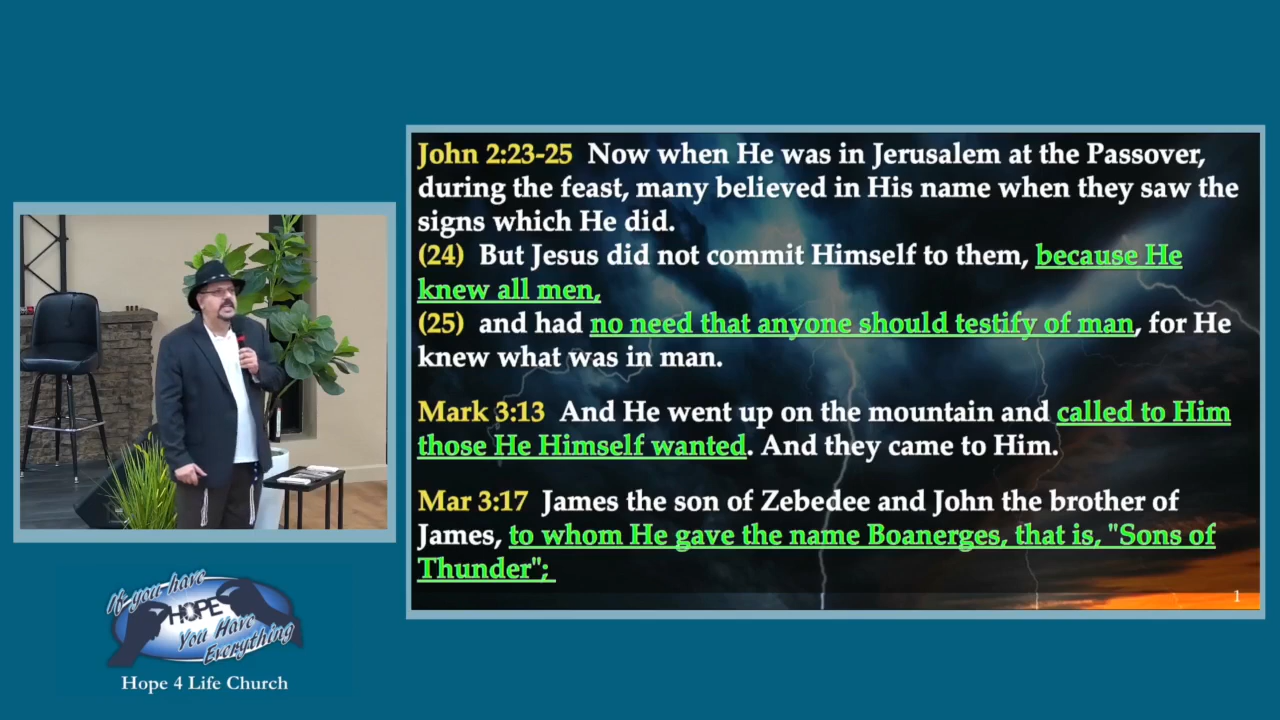 John 2:23-25 Now when He was in Jerusalem at the Passover,
during the feast, many believed in His name when they saw the
signs which He did.
(24) But Jesus did not commit Himself to them, because He
knew all men,
(25) and had no need that anyone should testify of man, for He
knew what was in man.
Mark 3:13 And He went up on the mountain and called to Him
those He Himself wanted. And they came to Him.
Mar 3:17 James the son of Zebedee and John the brother of
James, to whom He gave the name Boanerges, that is, "Sons of
Thunder";
1
If you have
HOPE
You Have
Everything
Hope 4 Life Church